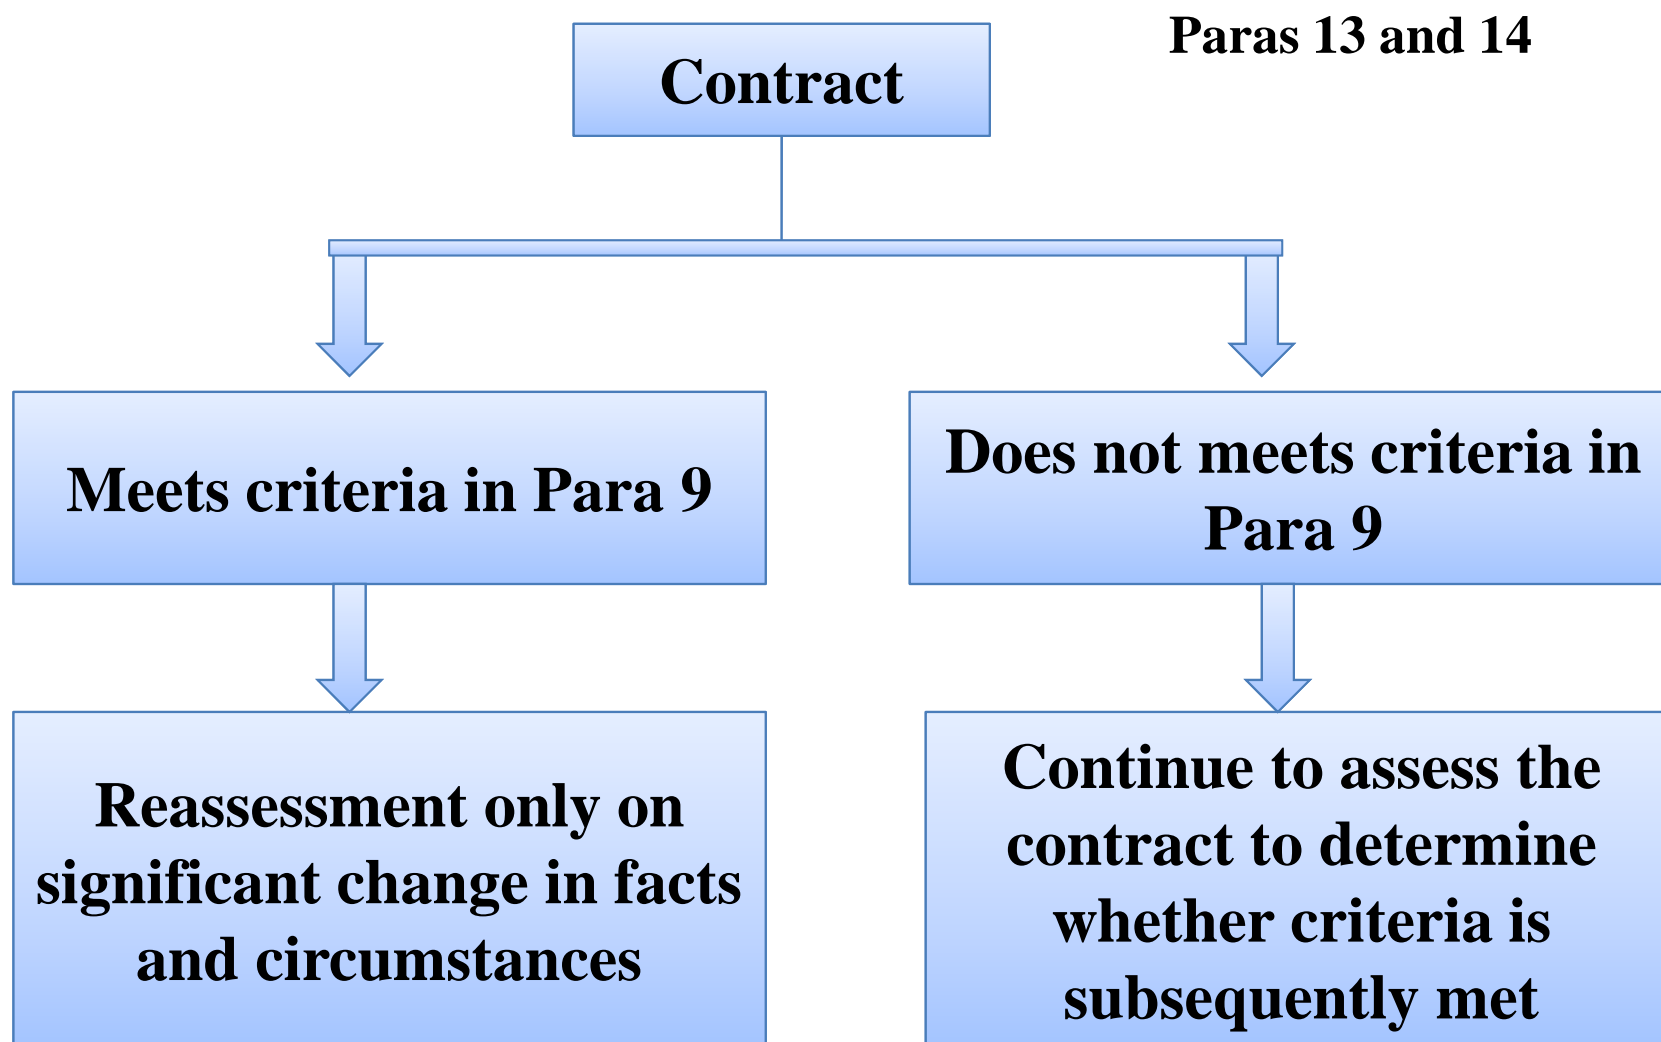 Paras 13 and 14
Contract
Meets criteria in Para 9
Does not meets criteria in
Para 9
Reassessment only on
significant change in facts
and circumstances
Continue to assess the
contract to determine
whether criteria is
subsequently met